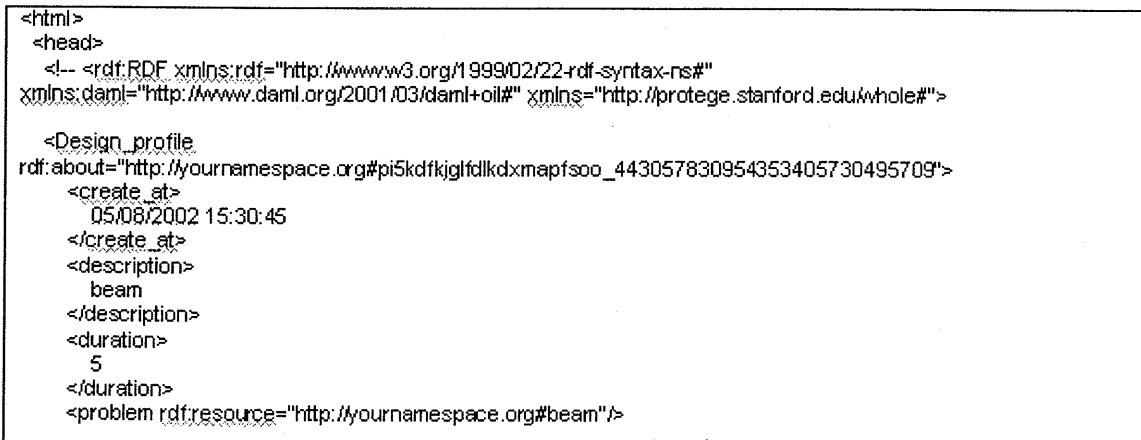 <html>
<head>
<!-- <rdf:RDF xmlns:rdf="http://www.w3.org/1999/02/22-rdf-syntax-ns#"
xmlns:daml="http://www.daml.org/2001/03/daml+oil#" xmlns="http://protege.stanford.edu/whole#">
<Design_profile
rdf:about="http://yournamespace.org#pi5kdfkjglfdlkdxmapfsoo_443057830954353405730495709">
<create_at>
05/08/2002 15:30:45
</create_at>
<description>
beam
</description>
<duration>
5
</duration>
<problem rdf:resource="http://yournamespace.org#beam"/>